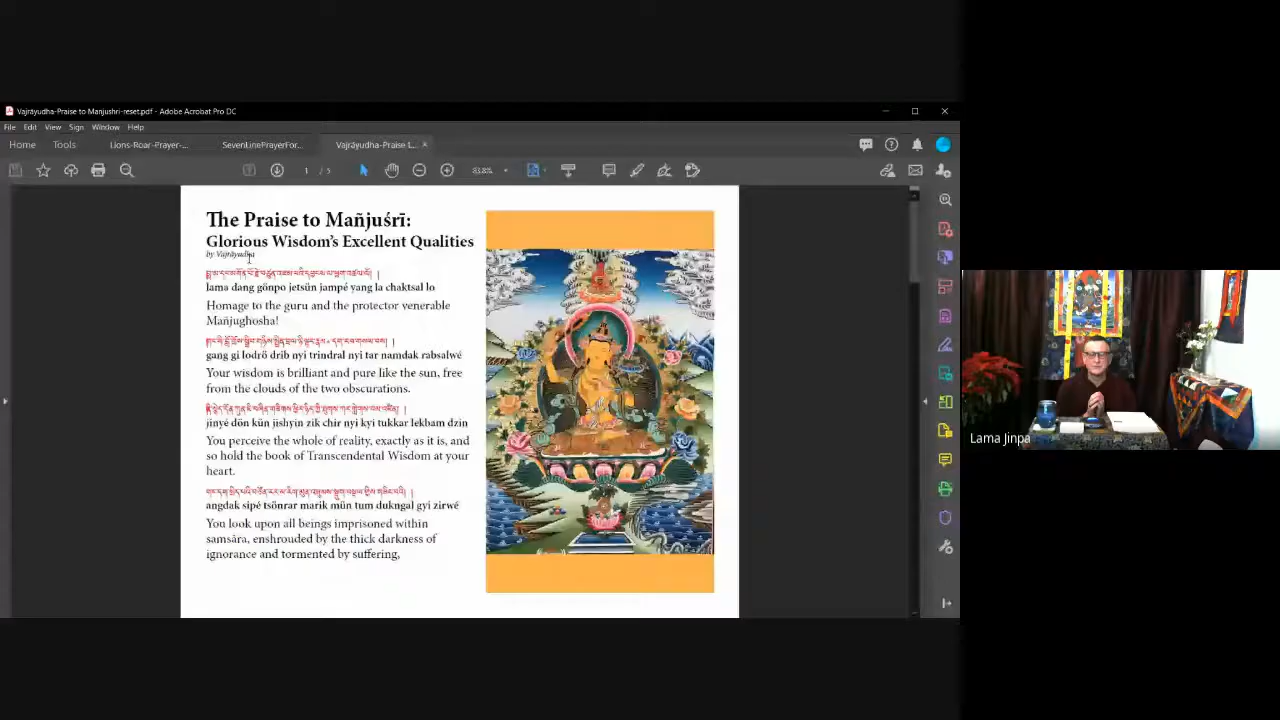 Vajrāyudha-Praise to Manjushri-reset.pdf - Adobe Acrobat Pro DC
File Edit View Sign Window Help
Home Tools Lions-Roar-Prayer-... SevenLinePrayerFor... Vajrāyudha-Praise t...
1 / 5 83.8%
The Praise to Mañjuśrī:
Glorious Wisdom's Excellent Qualities
by Vajrāyudha
lama dang gönpo jetsün jampé yang la chaktsal lo
Homage to the guru and the protector venerable
Mañjughosha!
gang gi lodrö drib nyi trindral nyi tar namdak rabsalwé
Your wisdom is brilliant and pure like the sun, free
from the clouds of the two obscurations.
jinyé dön kün jishyin zik chir nyi kyi tukkar lekbam dzin
You perceive the whole of reality, exactly as it is, and
so hold the book of Transcendental Wisdom at your
heart.
angdak sipé tsönrar marik mün tum dukngal gyi zirwé
You look upon all beings imprisoned within
samsāra, enshrouded by the thick darkness of
ignorance and tormented by suffering,
Lama Jinpa